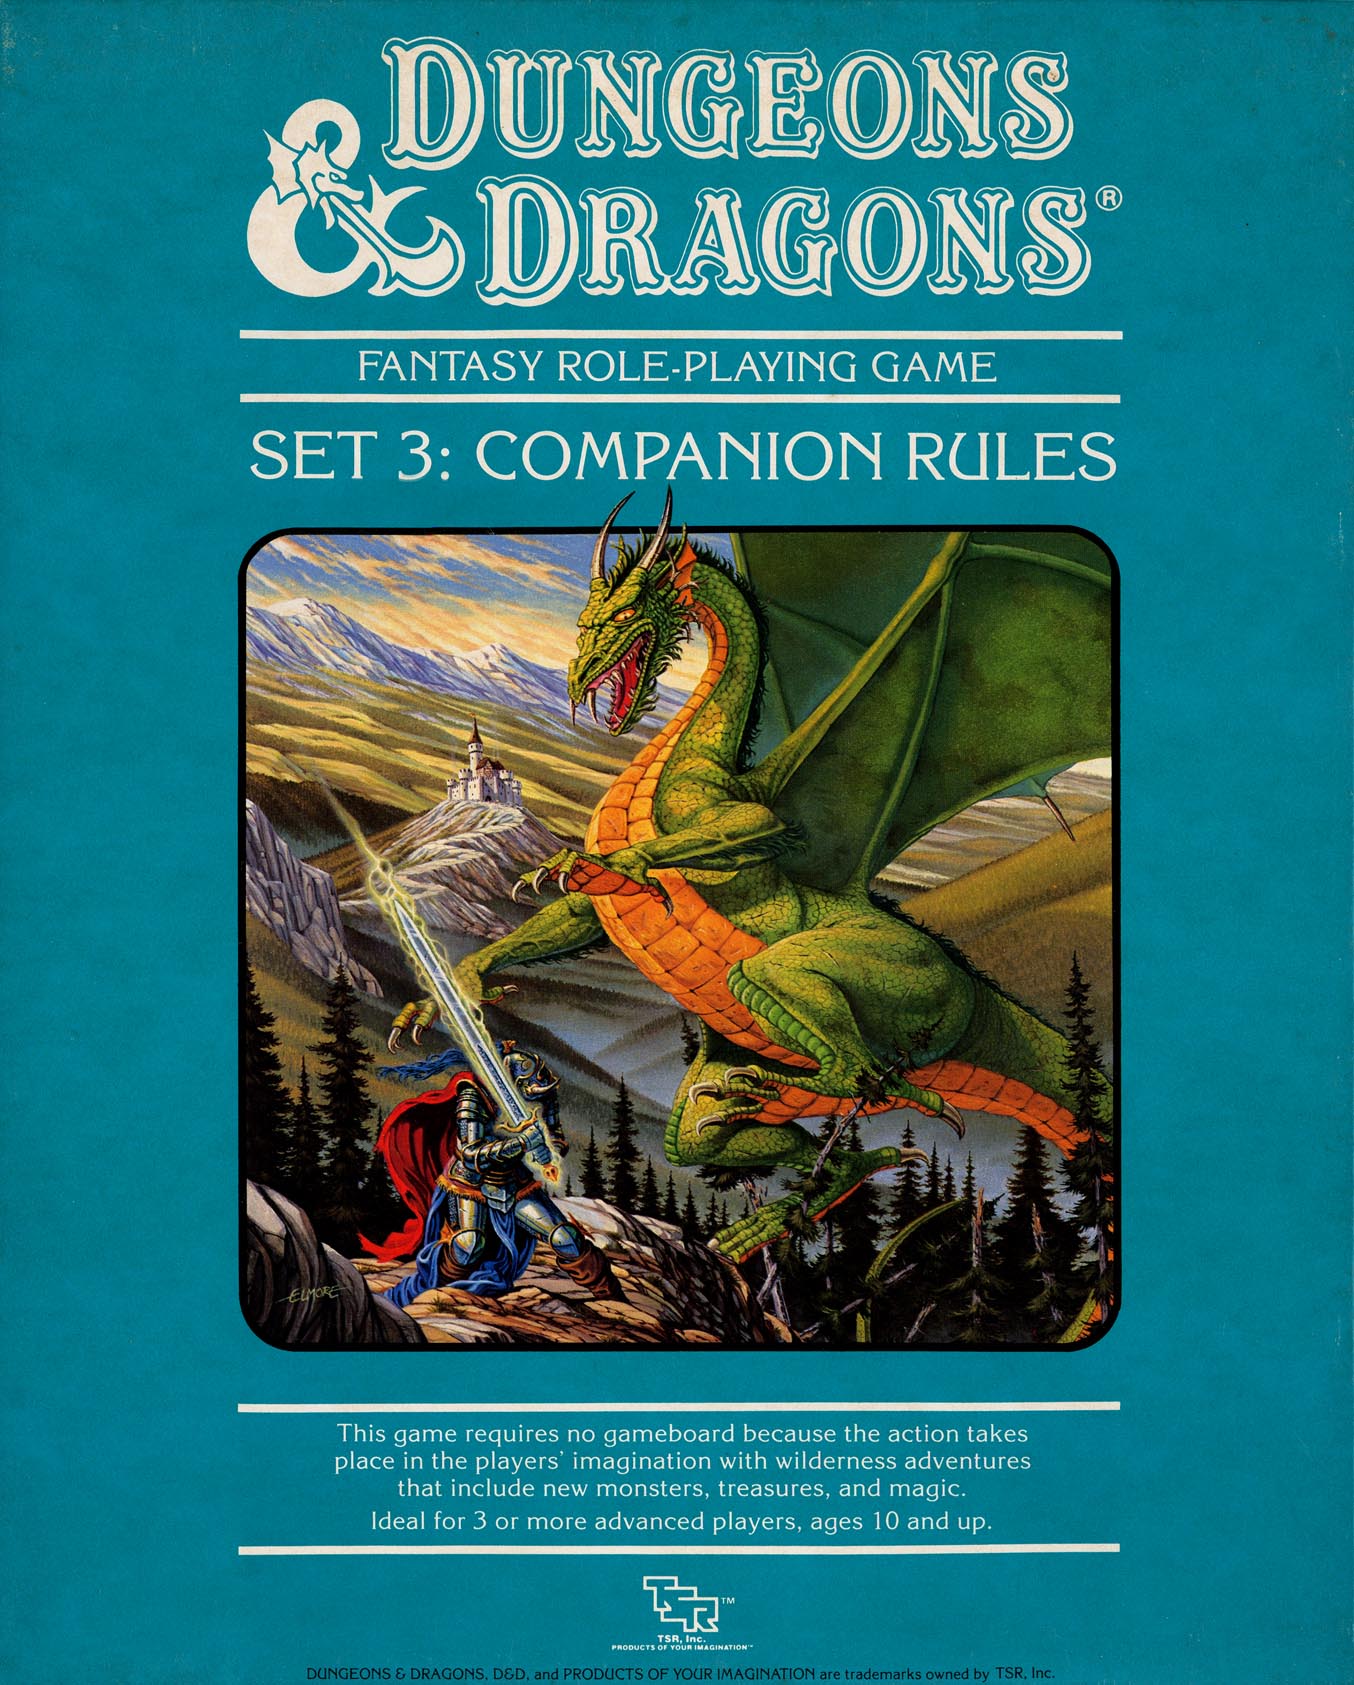 DUNGEONS
& DRAGONS®
FANTASY ROLE-PLAYING GAME
SET 3: COMPANION RULES
ELMORE
This game requires no gameboard because the action takes
place in the players' imagination with wilderness adventures
that include new monsters, treasures, and magic.
Ideal for 3 or more advanced players, ages 10 and up.
TSR™
TSR, Inc.
PRODUCTS OF YOUR IMAGINATION™
DUNGEONS & DRAGONS, D&D, and PRODUCTS OF YOUR IMAGINATION are trademarks owned by TSR, Inc.